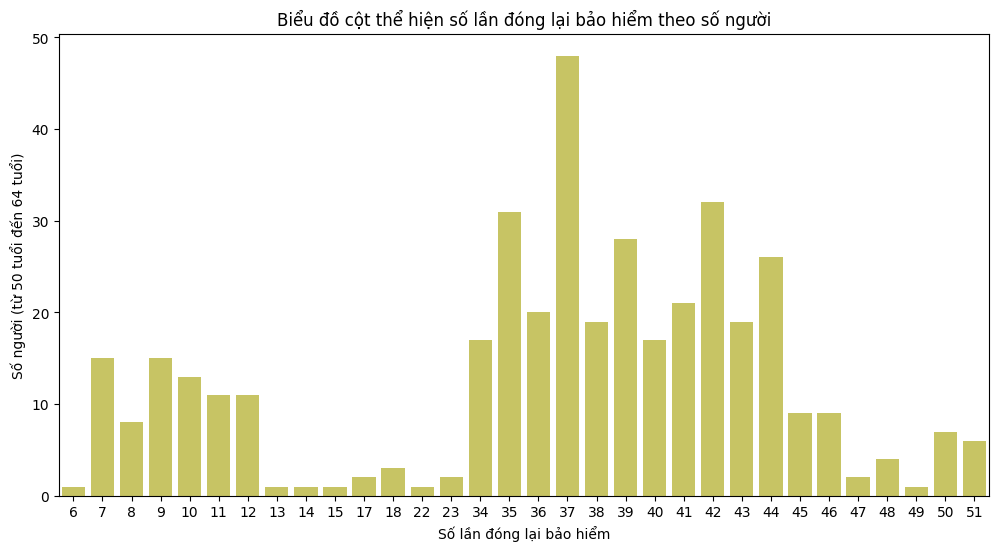 Biểu đồ cột thể hiện số lần đóng lại bảo hiểm theo số người
Số người (từ 50 tuổi đến 64 tuổi)
50
40
30
20
10
0
6 7 8 9 10 11 12 13 14 15 17 18 22 23 34 35 36 37 38 39 40 41 42 43 44 45 46 47 48 49 50 51
Số lần đóng lại bảo hiểm